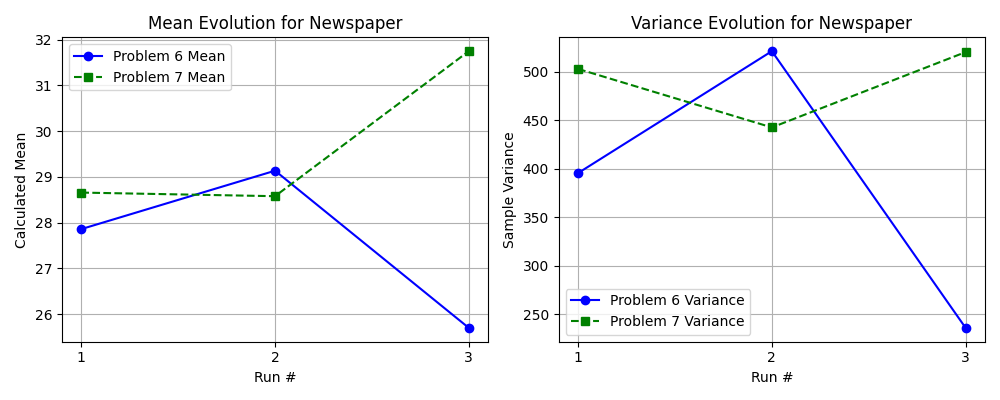 Mean Evolution for Newspaper
32
31
30
29
28
27
26
Calculated Mean
Problem 6 Mean
Problem 7 Mean
1
2
3
Run #
Variance Evolution for Newspaper
500
450
400
350
300
250
Sample Variance
Problem 6 Variance
Problem 7 Variance
1
2
3
Run #